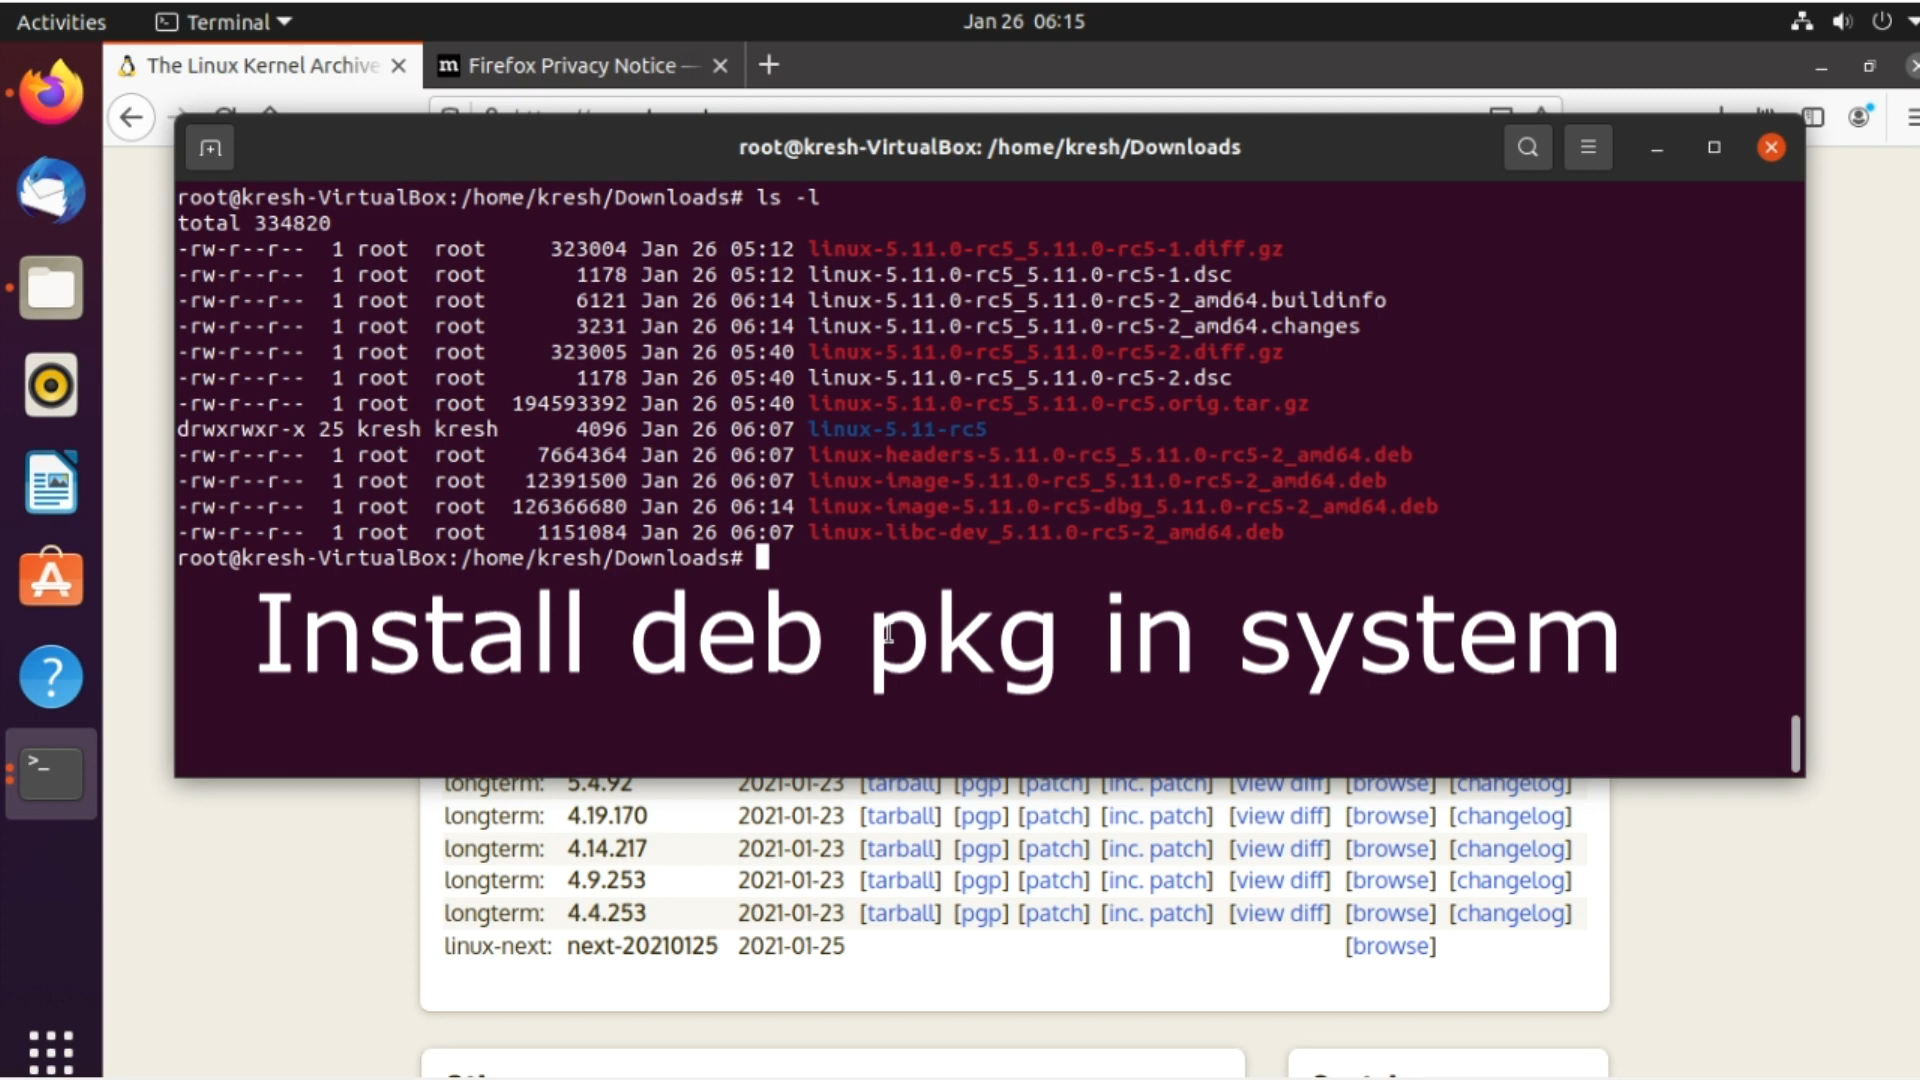 Activities
Terminal
Jan 26 06:15
The Linux Kernel Archive
m Firefox Privacy Notice —
root@kresh-VirtualBox: /home/kresh/Downloads
root@kresh-VirtualBox:/home/kresh/Downloads# ls -l
total 334820
-rw-r--r-- 1 root root 323004 Jan 26 05:12 linux-5.11.0-rc5_5.11.0-rc5-1.diff.gz
-rw-r--r-- 1 root root 1178 Jan 26 05:12 linux-5.11.0-rc5_5.11.0-rc5-1.dsc
-rw-r--r-- 1 root root 6121 Jan 26 06:14 linux-5.11.0-rc5_5.11.0-rc5-2_amd64.buildinfo
-rw-r--r-- 1 root root 3231 Jan 26 06:14 linux-5.11.0-rc5_5.11.0-rc5-2_amd64.changes
-rw-r--r-- 1 root root 323005 Jan 26 05:40 linux-5.11.0-rc5_5.11.0-rc5-2.diff.gz
-rw-r--r-- 1 root root 1178 Jan 26 05:40 linux-5.11.0-rc5_5.11.0-rc5-2.dsc
-rw-r--r-- 1 root root 194593392 Jan 26 05:40 linux-5.11.0-rc5_5.11.0-rc5.orig.tar.gz
drwxrwxr-x 25 kresh kresh 4096 Jan 26 06:07 linux-5.11-rc5
-rw-r--r-- 1 root root 7664364 Jan 26 06:07 linux-headers-5.11.0-rc5_5.11.0-rc5-2_amd64.deb
-rw-r--r-- 1 root root 12391500 Jan 26 06:07 linux-image-5.11.0-rc5_5.11.0-rc5-2_amd64.deb
-rw-r--r-- 1 root root 126366680 Jan 26 06:14 linux-image-5.11.0-rc5-dbg_5.11.0-rc5-2_amd64.deb
-rw-r--r-- 1 root root 1151084 Jan 26 06:07 linux-libc-dev_5.11.0-rc5-2_amd64.deb
root@kresh-VirtualBox:/home/kresh/Downloads#
Install deb pkg in system
longterm: 5.4.92 2021-01-23 [tarball] [pgp] [patch] [inc. patch] [view diff] [browse] [changelog]
longterm: 4.19.170 2021-01-23 [tarball] [pgp] [patch] [inc. patch] [view diff] [browse] [changelog]
longterm: 4.14.217 2021-01-23 [tarball] [pgp] [patch] [inc. patch] [view diff] [browse] [changelog]
longterm: 4.9.253 2021-01-23 [tarball] [pgp] [patch] [inc. patch] [view diff] [browse] [changelog]
longterm: 4.4.253 2021-01-23 [tarball] [pgp] [patch] [inc. patch] [view diff] [browse] [changelog]
linux-next: next-20210125 2021-01-25 [browse]